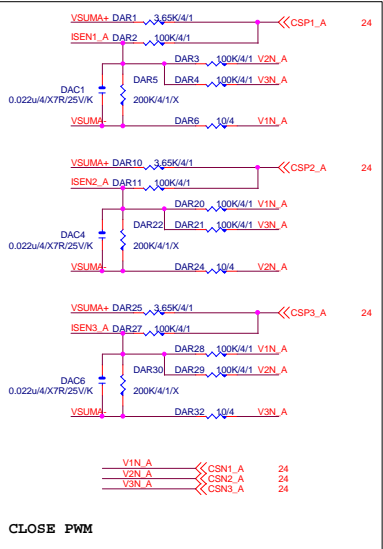 VSUMA+ DAR1 3.65K/4/1 CSP1_A 24
ISEN1_A DAR2 100K/4/1
DAR3 100K/4/1 V2N_A
DAC1 DAR5 DAR4 100K/4/1 V3N_A
0.022u/4/X7R/25V/K 200K/4/1/X
VSUMA- DAR6 10/4 V1N_A
VSUMA+ DAR10 3.65K/4/1 CSP2_A 24
ISEN2_A DAR11 100K/4/1
DAR20 100K/4/1 V1N_A
DAC4 DAR22 DAR21 100K/4/1 V3N_A
0.022u/4/X7R/25V/K 200K/4/1/X
VSUMA- DAR24 10/4 V2N_A
VSUMA+ DAR25 3.65K/4/1 CSP3_A 24
ISEN3_A DAR27 100K/4/1
DAR28 100K/4/1 V1N_A
DAC6 DAR30 DAR29 100K/4/1 V2N_A
0.022u/4/X7R/25V/K 200K/4/1/X
VSUMA- DAR32 10/4 V3N_A
V1N_A CSN1_A 24
V2N_A CSN2_A 24
V3N_A CSN3_A 24
CLOSE PWM